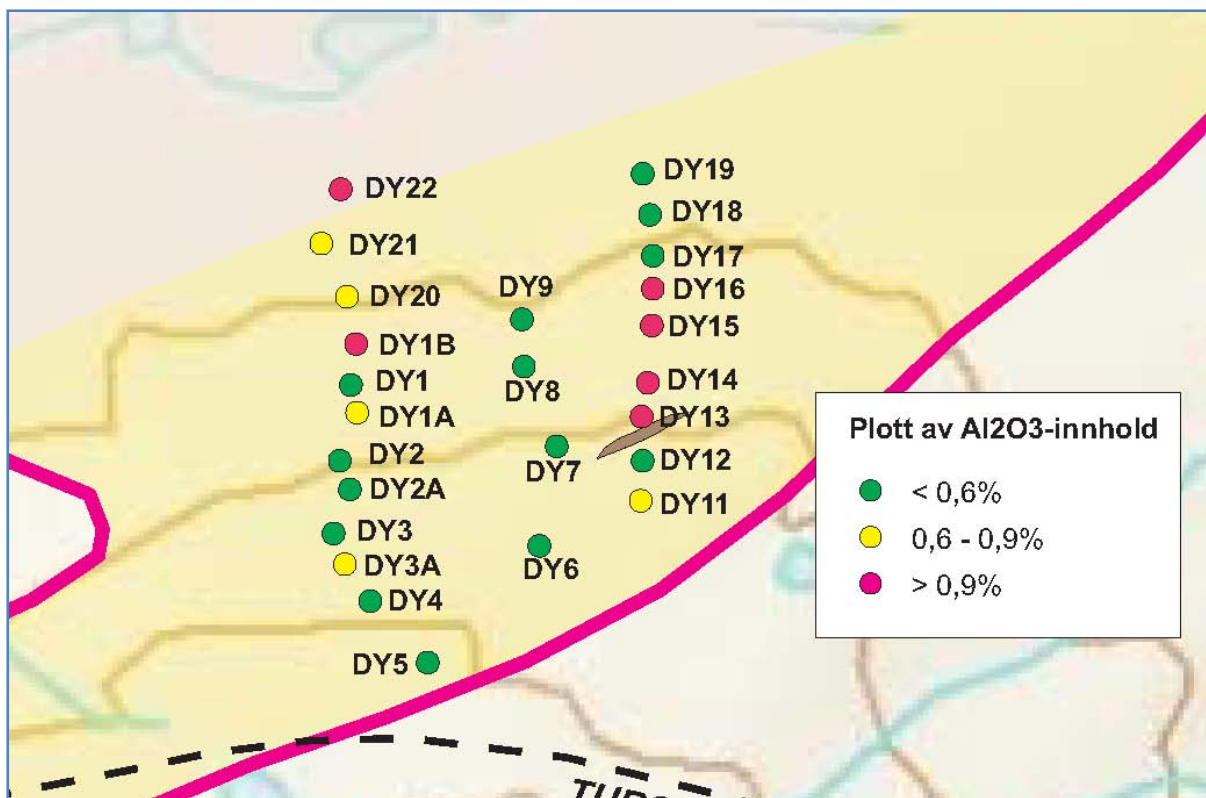 DY19
DY22
DY18
DY21
DY17
DY20
DY9
DY16
DY15
DY1B
DY1
DY8
DY14
DY1A
DY13
DY2
DY7
DY12
DY2A
DY11
DY3
DY3A
DY6
DY4
DY5
Plott av Al2O3-innhold
< 0,6%
0,6 - 0,9%
> 0,9%